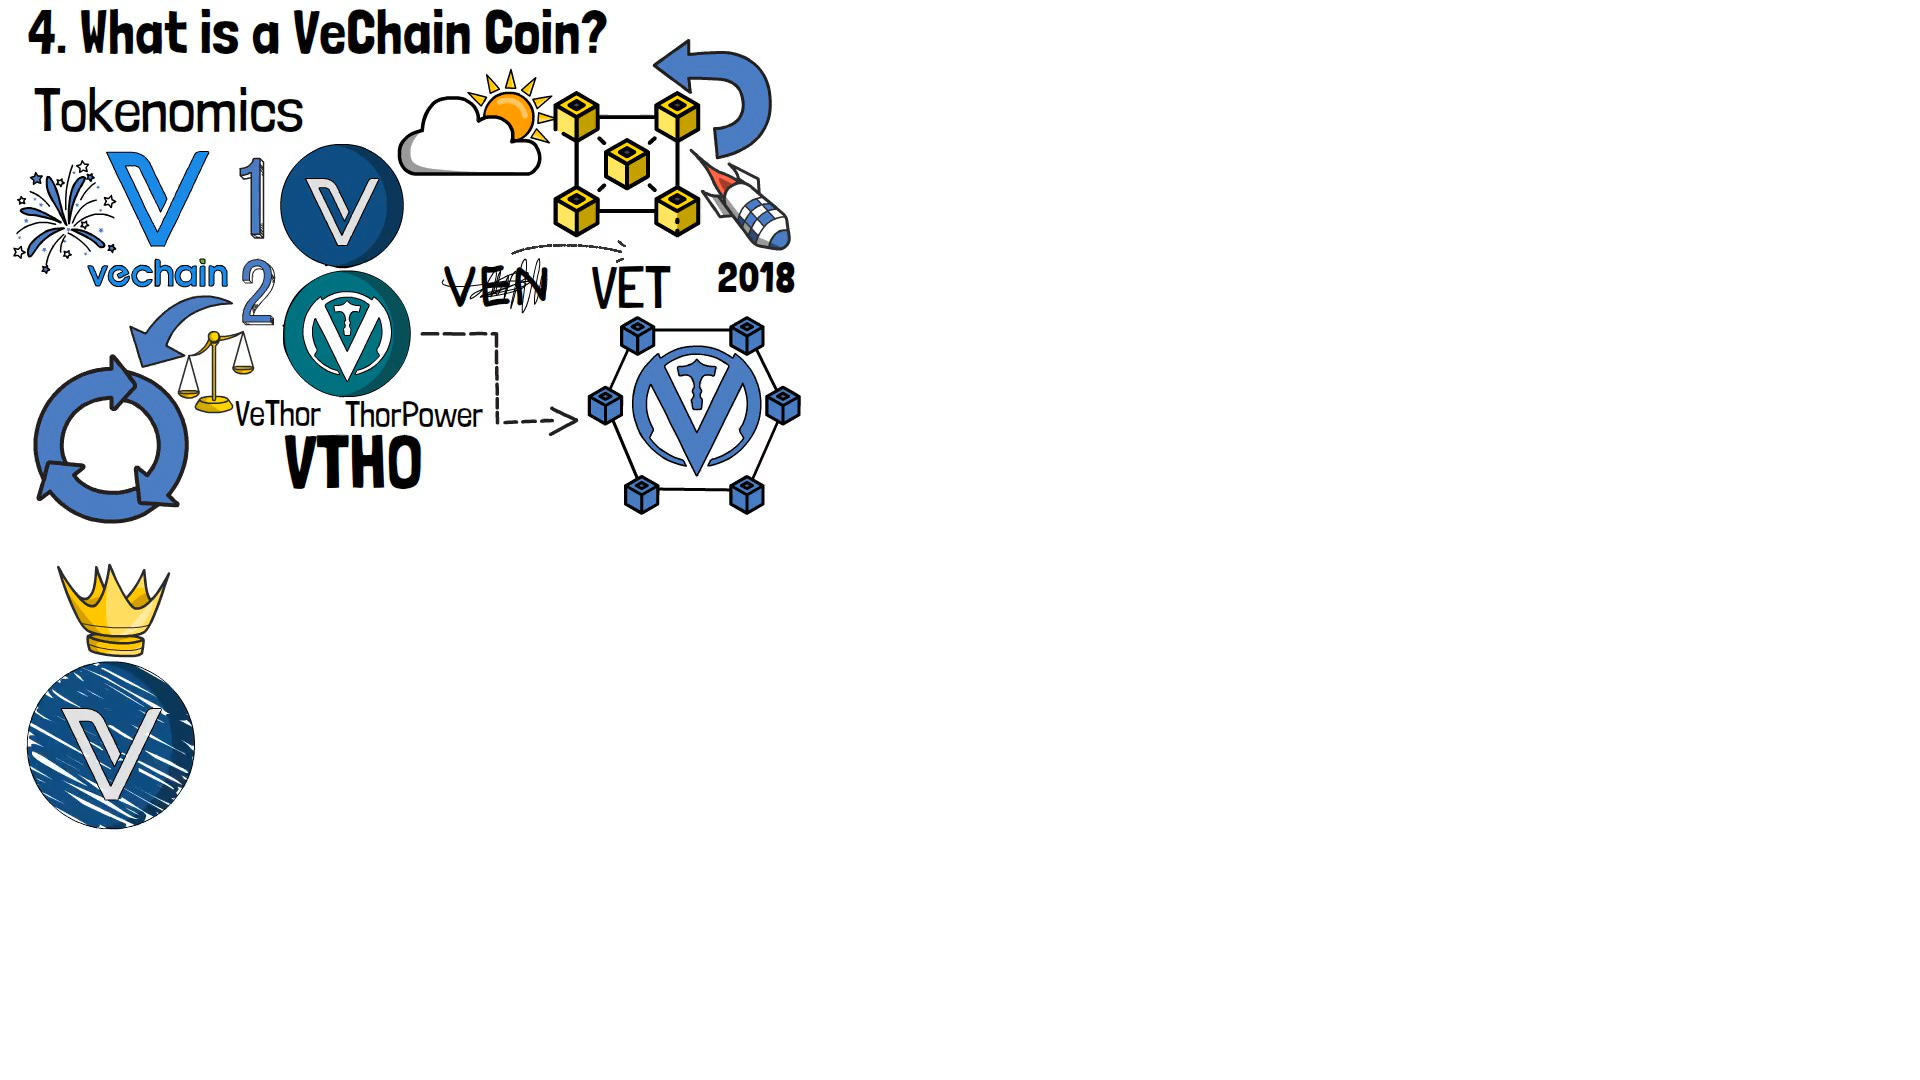 4. What is a VeChain Coin?
Tokenomics
1
vechain
2
VEN VET 2018
VeThor ThorPower
VTHO